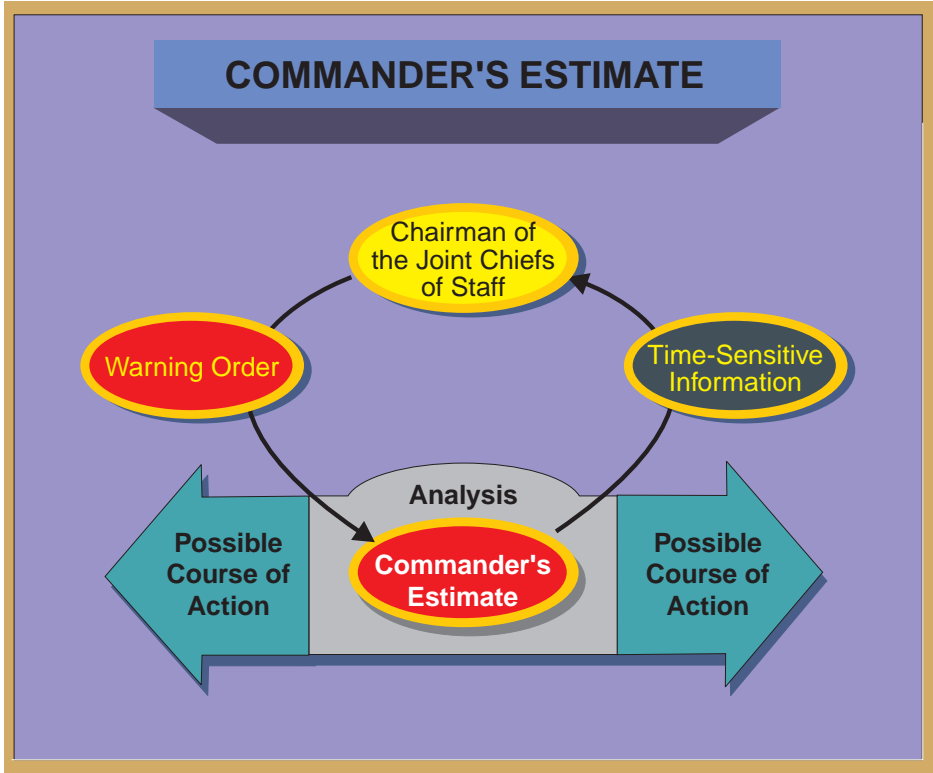 COMMANDER'S ESTIMATE
Chairman of
the Joint Chiefs
of Staff
Warning Order
Time-Sensitive
Information
Analysis
Commander's
Estimate
Possible
Course of
Action
Possible
Course of
Action